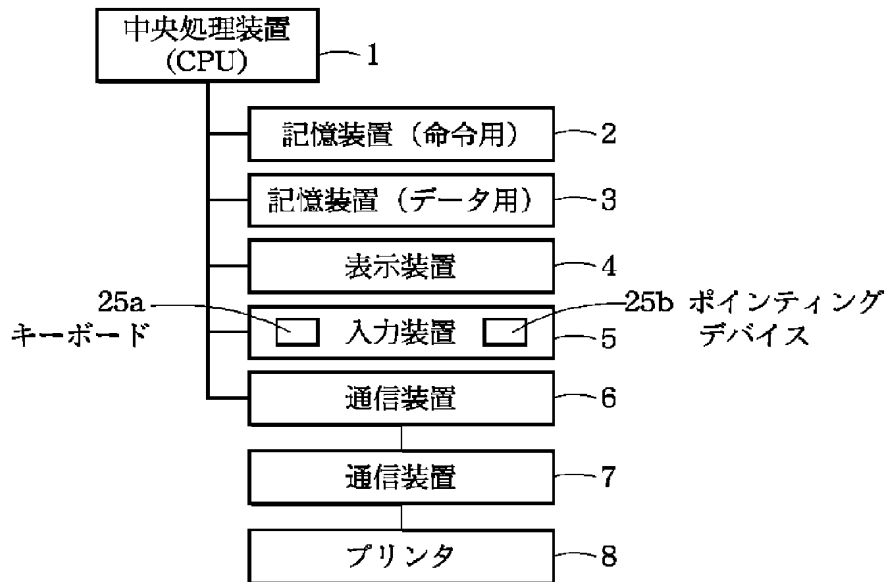 中央処理装置
(CPU)
1
記憶装置（命令用）
2
記憶装置（データ用）
3
表示装置
4
25a
キーボード
入力装置
25b ポインティング
デバイス
5
通信装置
6
通信装置
7
プリンタ
8